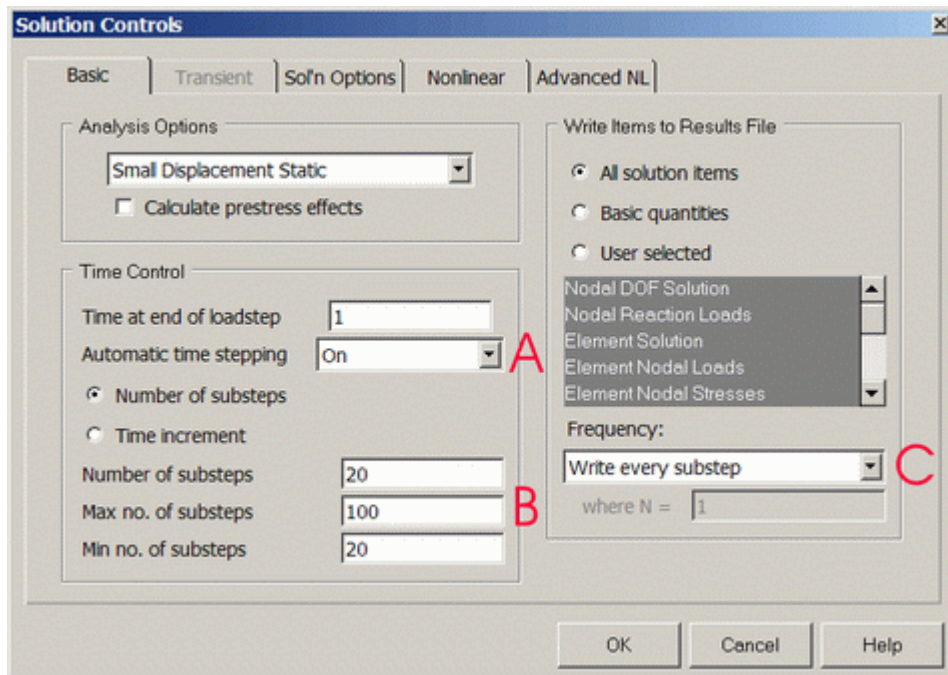 Solution Controls
Basic
Transient
Sol'n Options
Nonlinear
Advanced NL
Analysis Options
Small Displacement Static
Calculate prestress effects
Time Control
Time at end of loadstep 1
Automatic time stepping On A
Number of substeps
Time increment
Number of substeps 20
Max no. of substeps 100 B
Min no. of substeps 20
Write Items to Results File
All solution items
Basic quantities
User selected
Nodal DOF Solution
Nodal Reaction Loads
Element Solution
Element Nodal Loads
Element Nodal Stresses
Frequency:
Write every substep C
where N = 1
OK
Cancel
Help